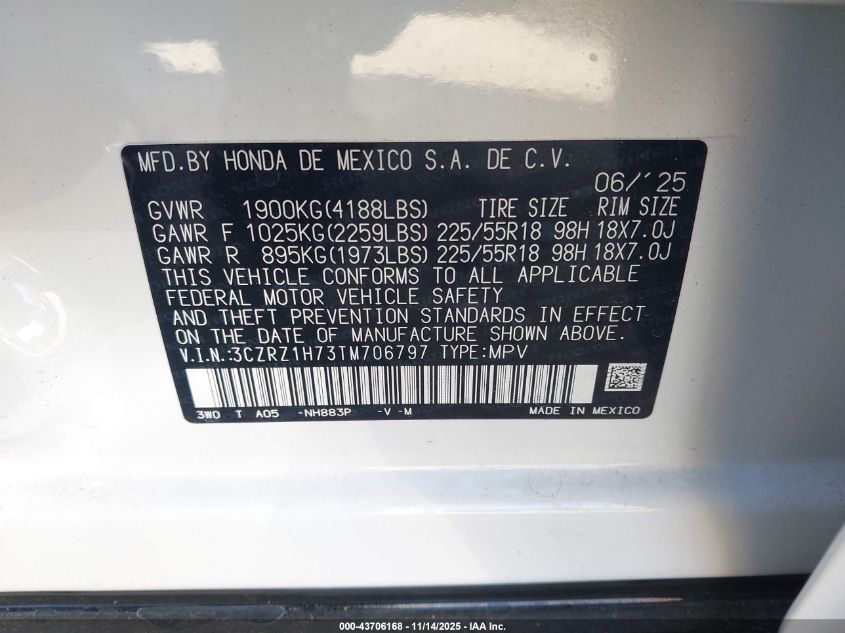 MFD.BY HONDA DE MEXICO S.A. DE C.V.
06/'25
GVWR 1900KG(4188LBS) TIRE SIZE RIM SIZE
GAWR F 1025KG(2259LBS) 225/55R18 98H 18X7.0J
GAWR R 895KG(1973LBS) 225/55R18 98H 18X7.0J
THIS VEHICLE CONFORMS TO ALL APPLICABLE
FEDERAL MOTOR VEHICLE SAFETY
AND THEFT PREVENTION STANDARDS IN EFFECT
ON THE DATE OF MANUFACTURE SHOWN ABOVE.
V.I.N.:3CZRZ1H73TM706797 TYPE:MPV
3W0 T A05 -NH883P -V -M MADE IN MEXICO
000-43706168 - 11/14/2025 - IAA Inc.